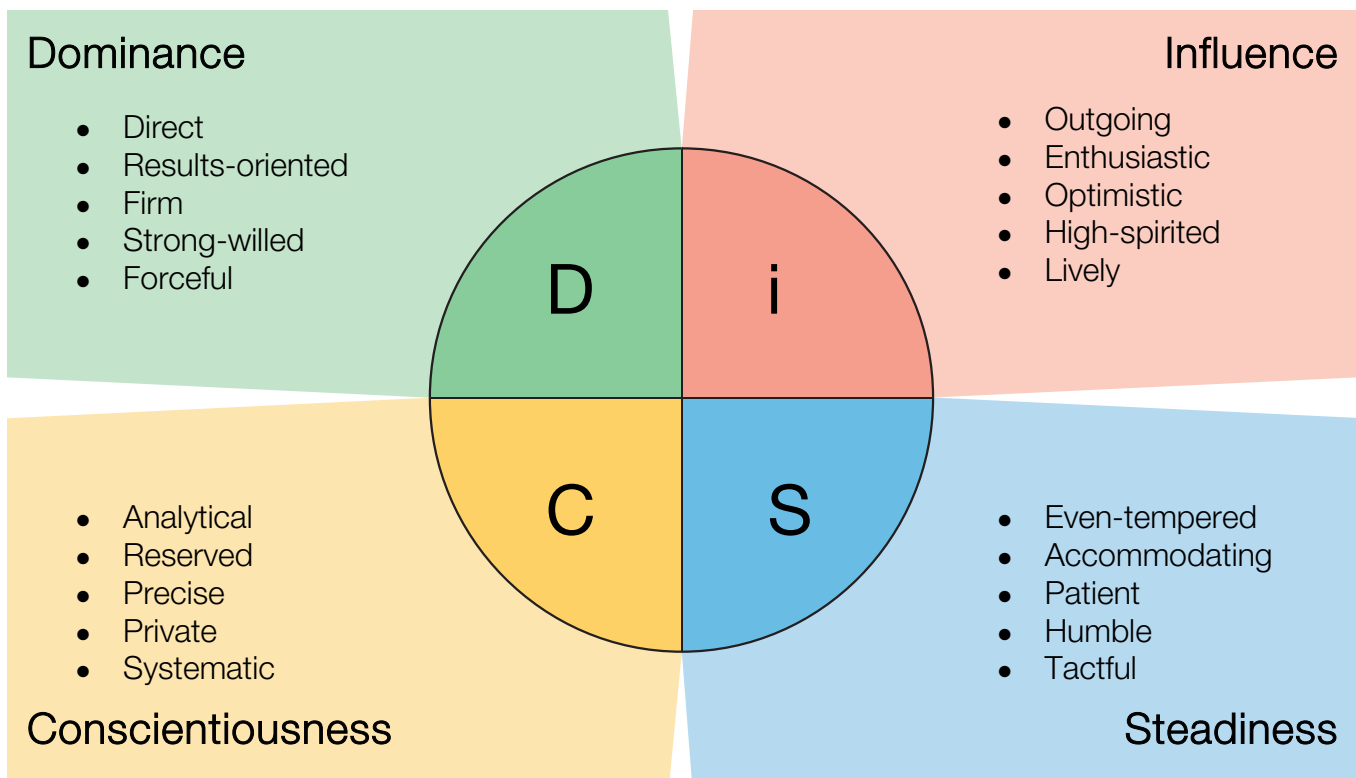 Dominance
• Direct
• Results-oriented
• Firm
• Strong-willed
• Forceful
Influence
• Outgoing
• Enthusiastic
• Optimistic
• High-spirited
• Lively
D
i
C
S
• Analytical
• Reserved
• Precise
• Private
• Systematic
Conscientiousness
• Even-tempered
• Accommodating
• Patient
• Humble
• Tactful
Steadiness